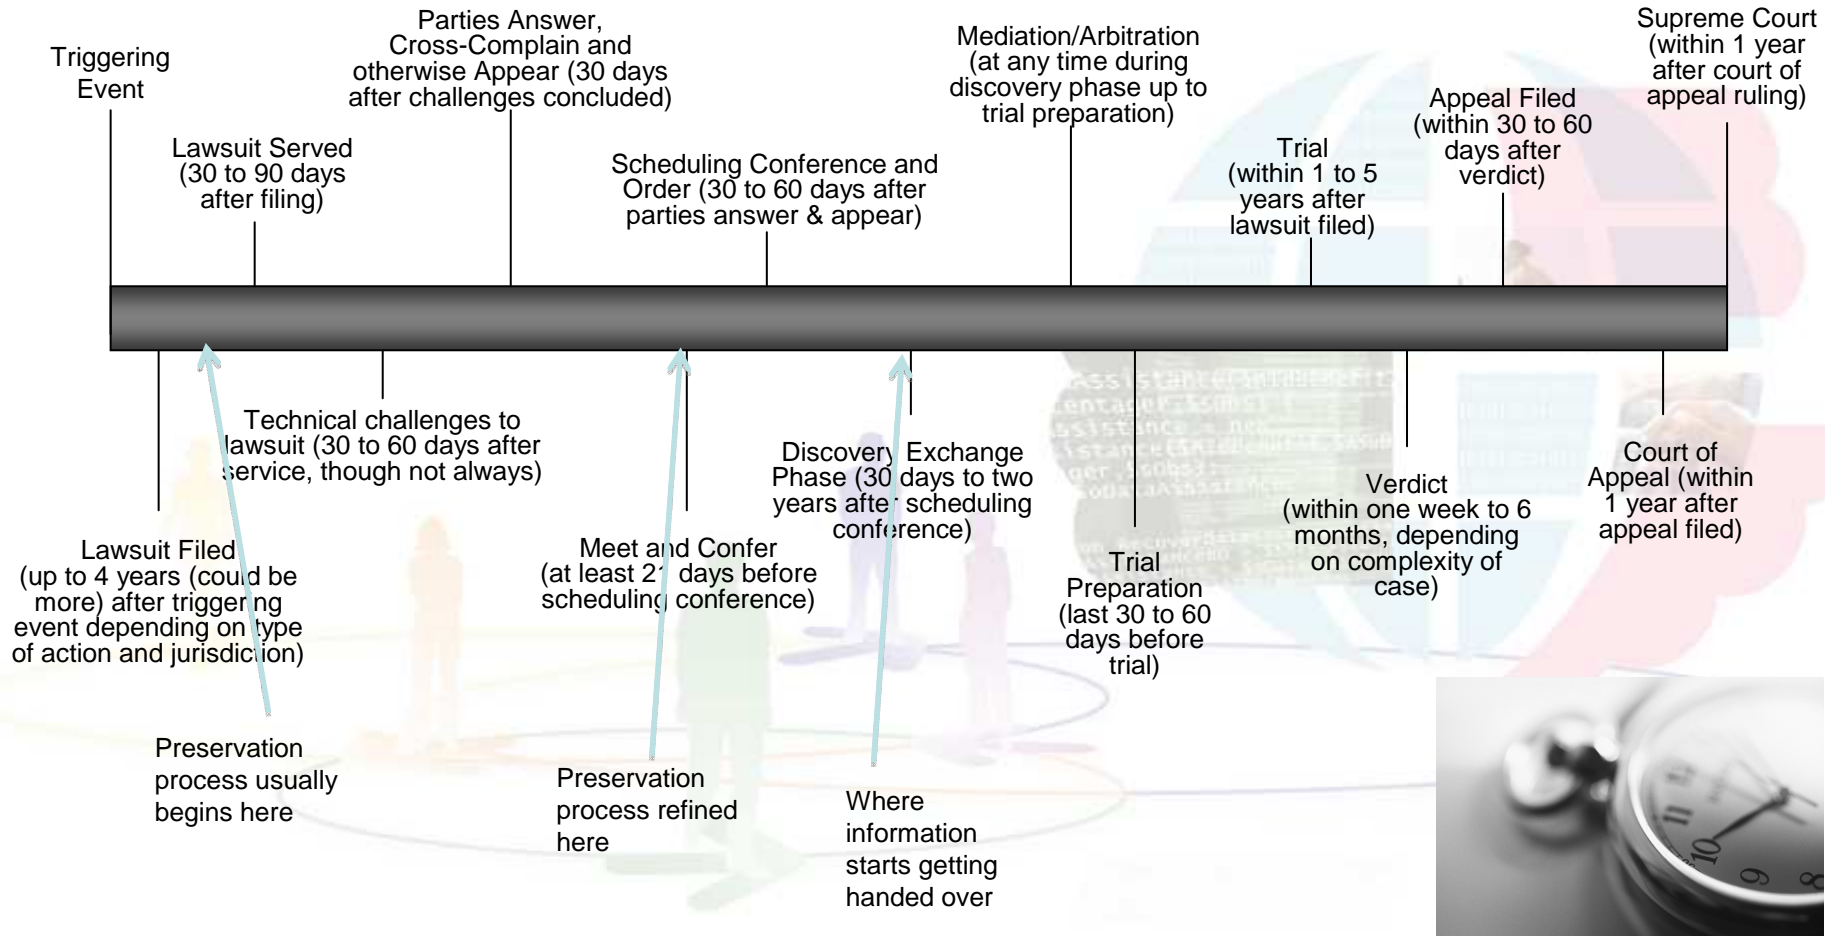 Triggering
Event
Lawsuit Served
(30 to 90 days
after filing)
Parties Answer,
Cross-Complain and
otherwise Appear (30 days
after challenges concluded)
Scheduling Conference and
Order (30 to 60 days after
parties answer & appear)
Mediation/Arbitration
(at any time during
discovery phase up to
trial preparation)
Trial
(within 1 to 5
years after
lawsuit filed)
Appeal Filed
(within 30 to 60
days after
verdict)
Supreme Court
(within 1 year
after court of
appeal ruling)
Lawsuit Filed
(up to 4 years (could be
more) after triggering
event depending on type
of action and jurisdiction)
Technical challenges to
lawsuit (30 to 60 days after
service, though not always)
Meet and Confer
(at least 21 days before
scheduling conference)
Discovery Exchange
Phase (30 days to two
years after scheduling
conference)
Trial
Preparation
(last 30 to 60
days before
trial)
Verdict
(within one week to 6
months, depending
on complexity of
case)
Court of
Appeal (within
1 year after
appeal filed)
Preservation
process usually
begins here
Preservation
process refined
here
Where
information
starts getting
handed over
12
11
10
9
8